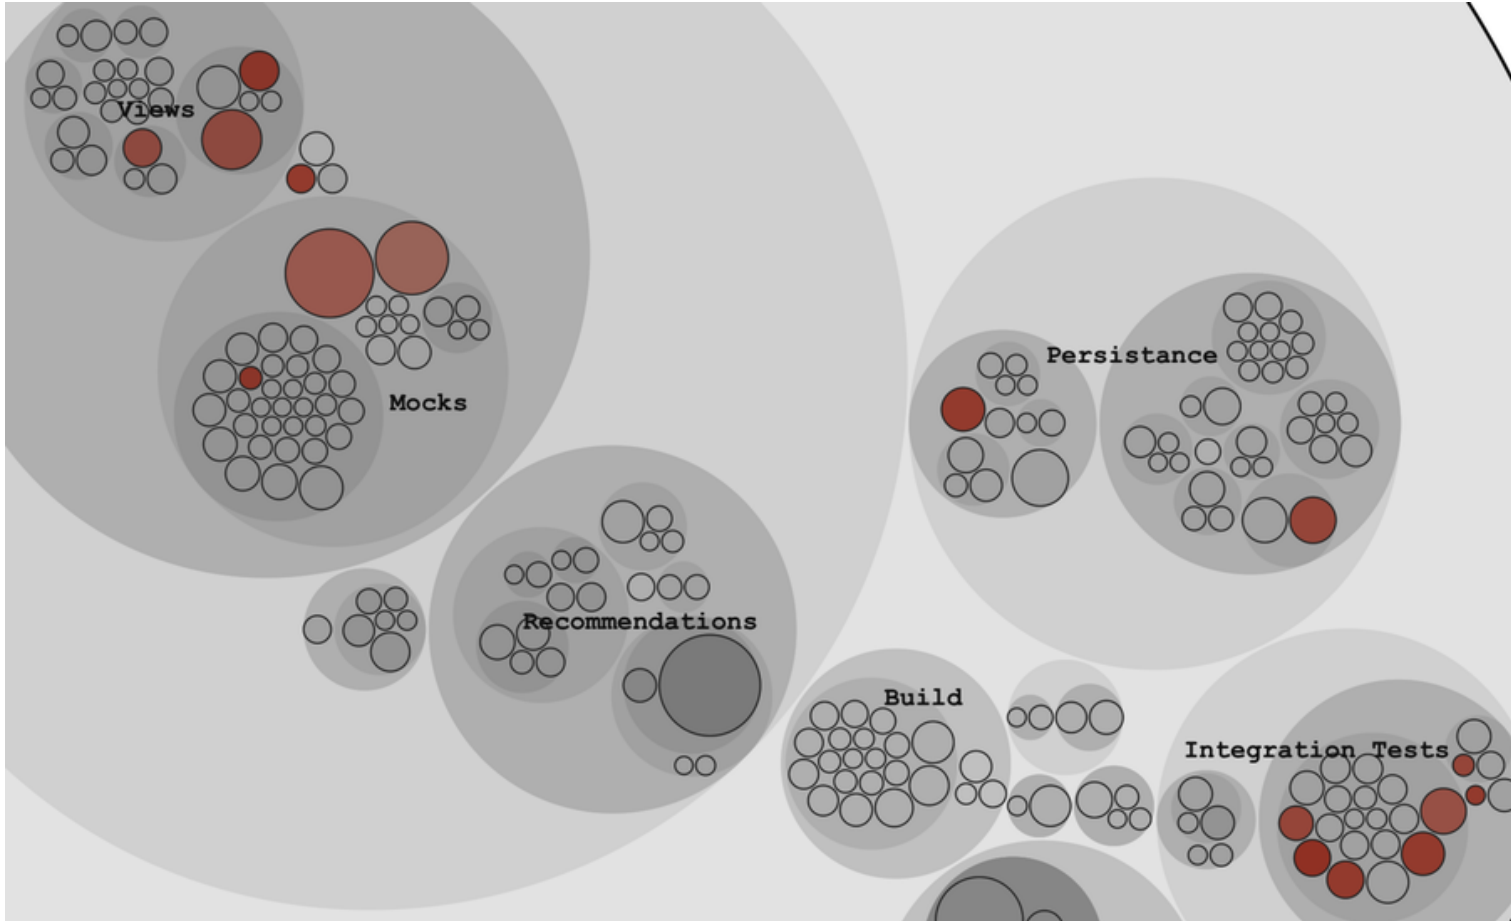 Views
Mocks
Persistance
Recommendations
Build
Integration Tests